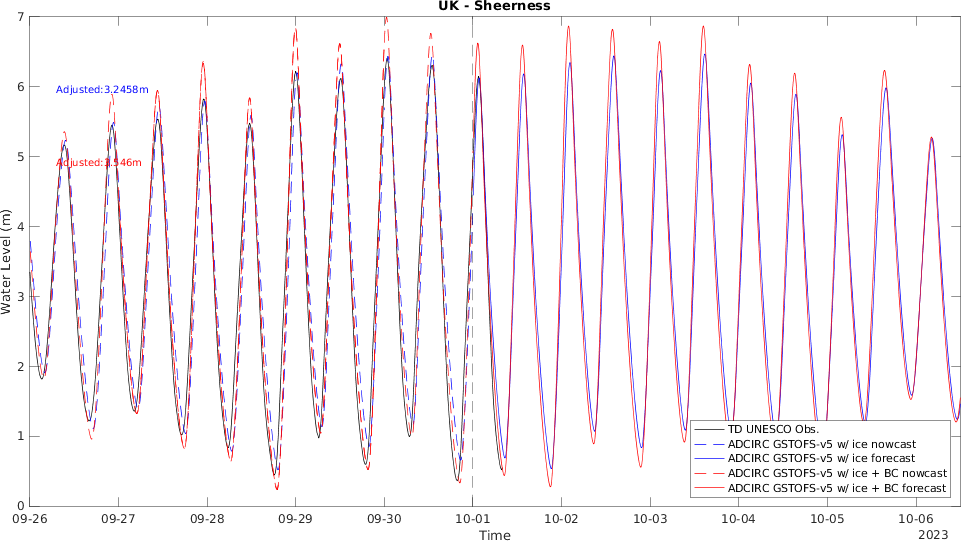 UK - Sheerness
7
6
5
4
3
2
1
0
Water Level (m)
Adjusted:3.2458m
Adjusted:3.546m
TD UNESCO Obs.
ADCIRC GSTOFS-v5 w/ ice nowcast
ADCIRC GSTOFS-v5 w/ ice forecast
ADCIRC GSTOFS-v5 w/ ice + BC nowcast
ADCIRC GSTOFS-v5 w/ ice + BC forecast
09-26 09-27 09-28 09-29 09-30 10-01 10-02 10-03 10-04 10-05 10-06
Time
2023